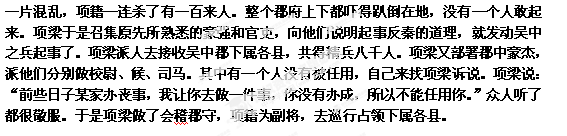 一片混乱，项籍一连杀了有一百来人。整个郡府上下都吓得趴倒在地，没有一个人敢起
来。项梁于是召集原先所熟悉的豪强和官吏，向他们说明起事反秦的道理，就发动吴中
之兵起事了。项梁派人去接收吴中郡下属各县，共得精兵八千人。项梁又部署郡中豪杰，
派他们分别做校尉、候、司马。其中有一个人没有被任用，自己来找项梁诉说。项梁说：
“前些日子某家办丧事，我让你去做一件事，你没有办成，所以不能任用你。”众人听了
都很敬服。于是项梁做了会稽郡守，项籍为副将，去巡行占领下属各县。